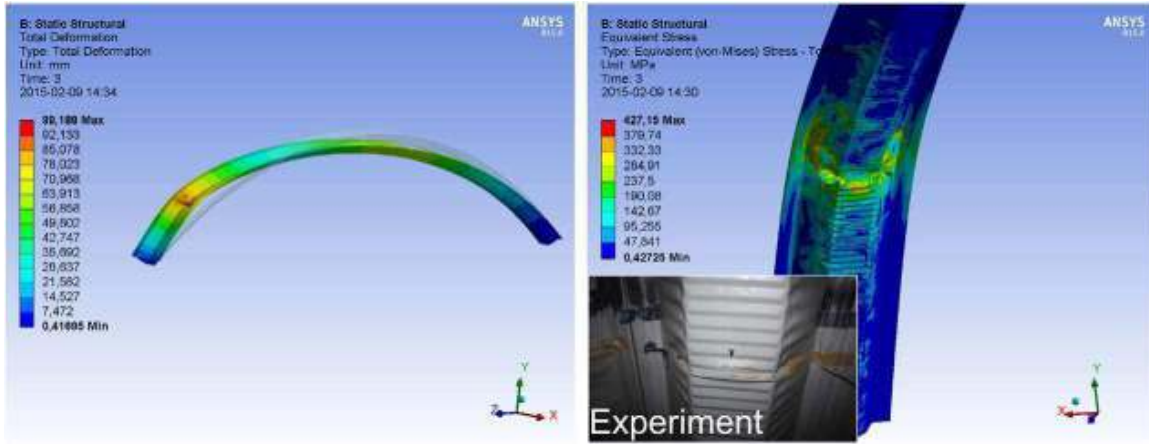 B: Static Structural
Total Deformation
Type: Total Deformation
Unit: mm
Time: 3
2015-02-09 14:34
ANSYS
99,189 Max
92,133
85,078
78,023
70,968
63,913
56,858
49,802
42,747
35,692
28,637
21,582
14,527
7,472
0,41695 Min
Y
Z
X
B: Static Structural
Equivalent Stress
Type: Equivalent (von-Mises) Stress - To
Unit: MPa
Time: 3
2015-02-09 14:30
ANSYS
427,15 Max
379,74
332,33
284,91
237,5
190,08
142,67
95,255
47,841
0,42725 Min
Experiment
Y
X